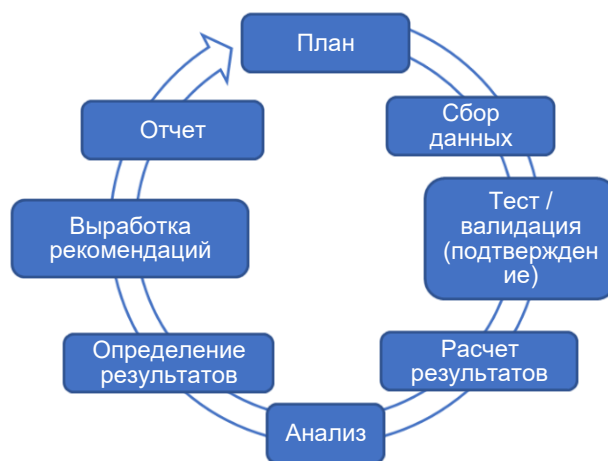 План
Сбор
данных
Тест /
валидация
(подтвержден
ие)
Расчет
результатов
Анализ
Определение
результатов
Выработка
рекомендаций
Отчет